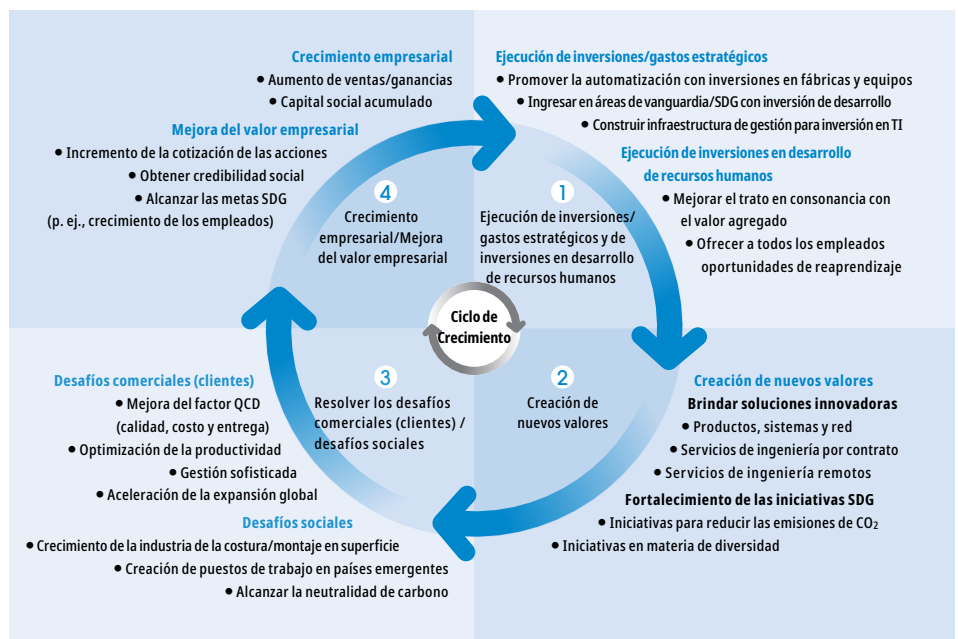 Crecimiento empresarial
• Aumento de ventas/ganancias
• Capital social acumulado
Mejora del valor empresarial
• Incremento de la cotización de las acciones
• Obtener credibilidad social
• Alcanzar las metas SDG
(p. ej., crecimiento de los empleados)
4
Crecimiento
empresarial/Mejora
del valor empresarial
Ejecución de inversiones/gastos estratégicos
• Promover la automatización con inversiones en fábricas y equipos
• Ingresar en áreas de vanguardia/SDG con inversión de desarrollo
• Construir infraestructura de gestión para inversión en TI
Ejecución de inversiones en desarrollo
de recursos humanos
• Mejorar el trato en consonancia con
el valor agregado
• Ofrecer a todos los empleados
oportunidades de reaprendizaje
1
Ejecución de inversiones/
gastos estratégicos y de
inversiones en desarrollo
de recursos humanos
Ciclo de
Crecimiento
Desafíos comerciales (clientes)
• Mejora del factor QCD
(calidad, costo y entrega)
• Optimización de la productividad
• Gestión sofisticada
• Aceleración de la expansión global
Desafíos sociales
• Crecimiento de la industria de la costura/montaje en superficie
• Creación de puestos de trabajo en países emergentes
• Alcanzar la neutralidad de carbono
3
Resolver los desafíos
comerciales (clientes) /
desafíos sociales
2
Creación de
nuevos valores
Creación de nuevos valores
Brindar soluciones innovadoras
• Productos, sistemas y red
• Servicios de ingeniería por contrato
• Servicios de ingeniería remotos
Fortalecimiento de las iniciativas SDG
• Iniciativas para reducir las emisiones de CO2
• Iniciativas en materia de diversidad